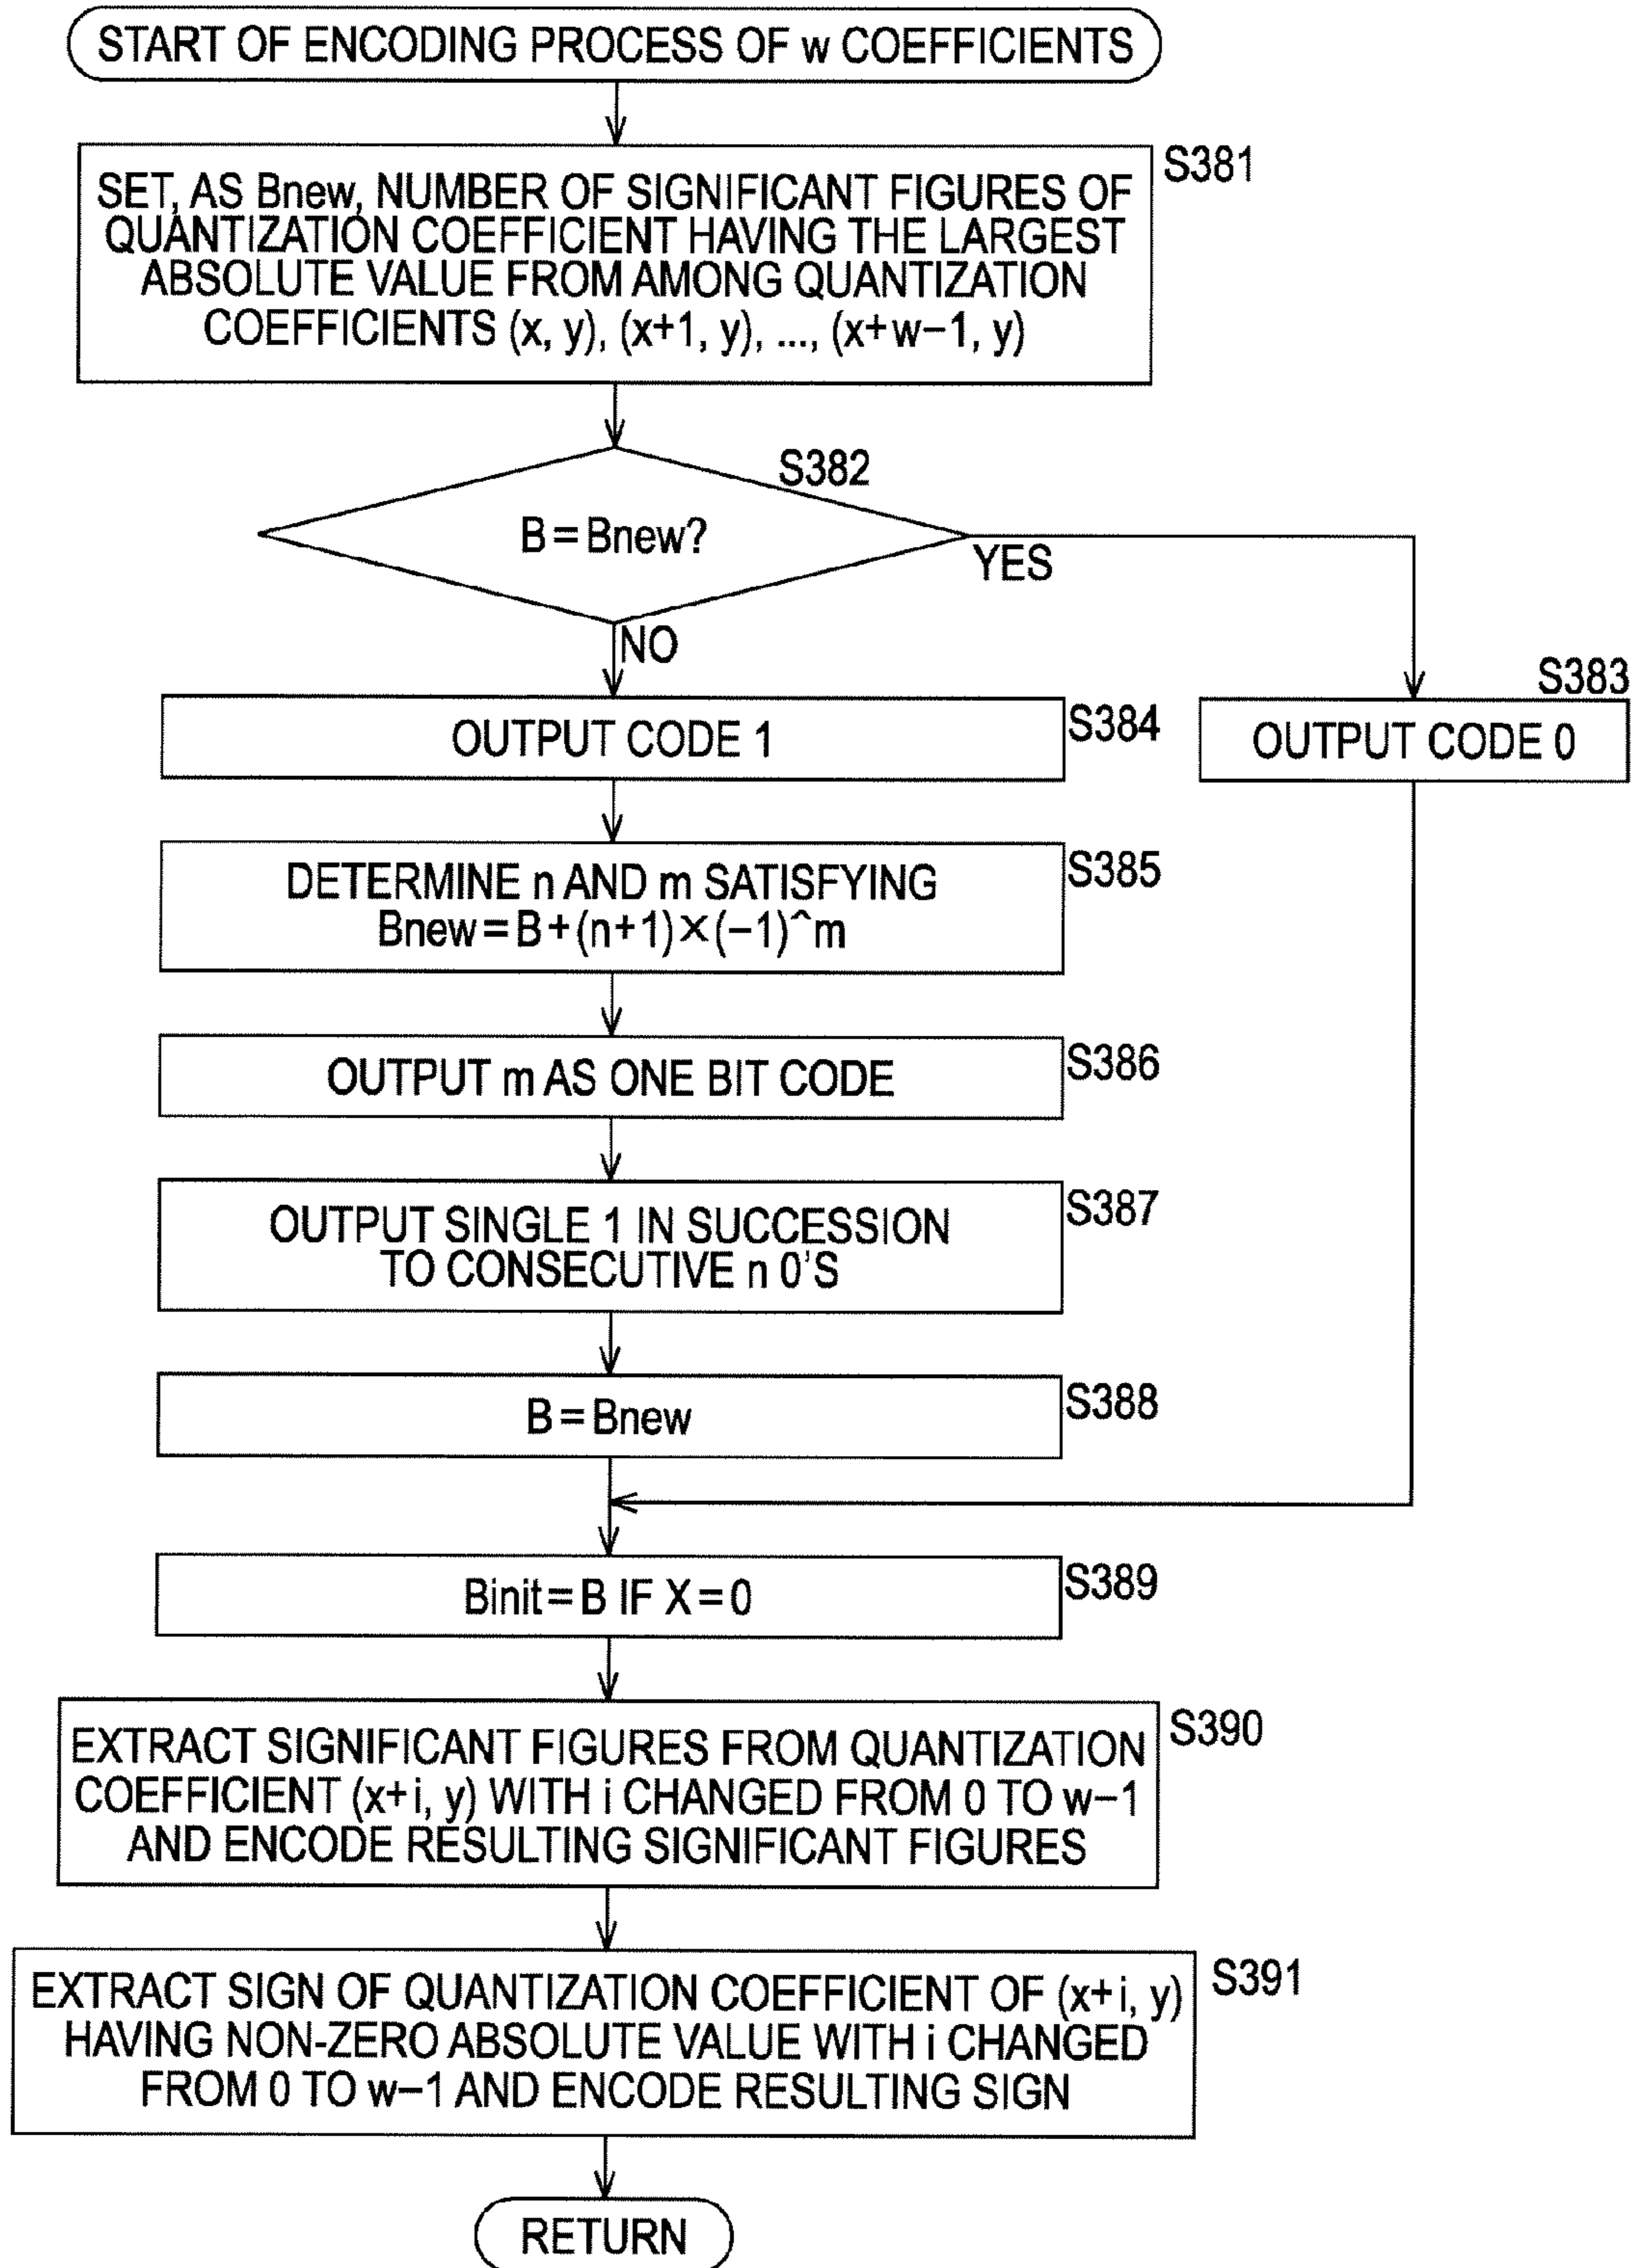 START OF ENCODING PROCESS OF w COEFFICIENTS
S381
SET, AS Bnew, NUMBER OF SIGNIFICANT FIGURES OF
QUANTIZATION COEFFICIENT HAVING THE LARGEST
ABSOLUTE VALUE FROM AMONG QUANTIZATION
COEFFICIENTS (x, y), (x+1, y), ..., (x+w−1, y)
S382
B=Bnew?
YES
NO
S383
OUTPUT CODE 0
S384
OUTPUT CODE 1
S385
DETERMINE n AND m SATISFYING
Bnew=B+(n+1)×(−1)^m
S386
OUTPUT m AS ONE BIT CODE
S387
OUTPUT SINGLE 1 IN SUCCESSION
TO CONSECUTIVE n 0'S
S388
B=Bnew
S389
Binit=B IF X=0
S390
EXTRACT SIGNIFICANT FIGURES FROM QUANTIZATION
COEFFICIENT (x+i, y) WITH i CHANGED FROM 0 TO w−1
AND ENCODE RESULTING SIGNIFICANT FIGURES
S391
EXTRACT SIGN OF QUANTIZATION COEFFICIENT OF (x+i, y)
HAVING NON-ZERO ABSOLUTE VALUE WITH i CHANGED
FROM 0 TO w−1 AND ENCODE RESULTING SIGN
RETURN